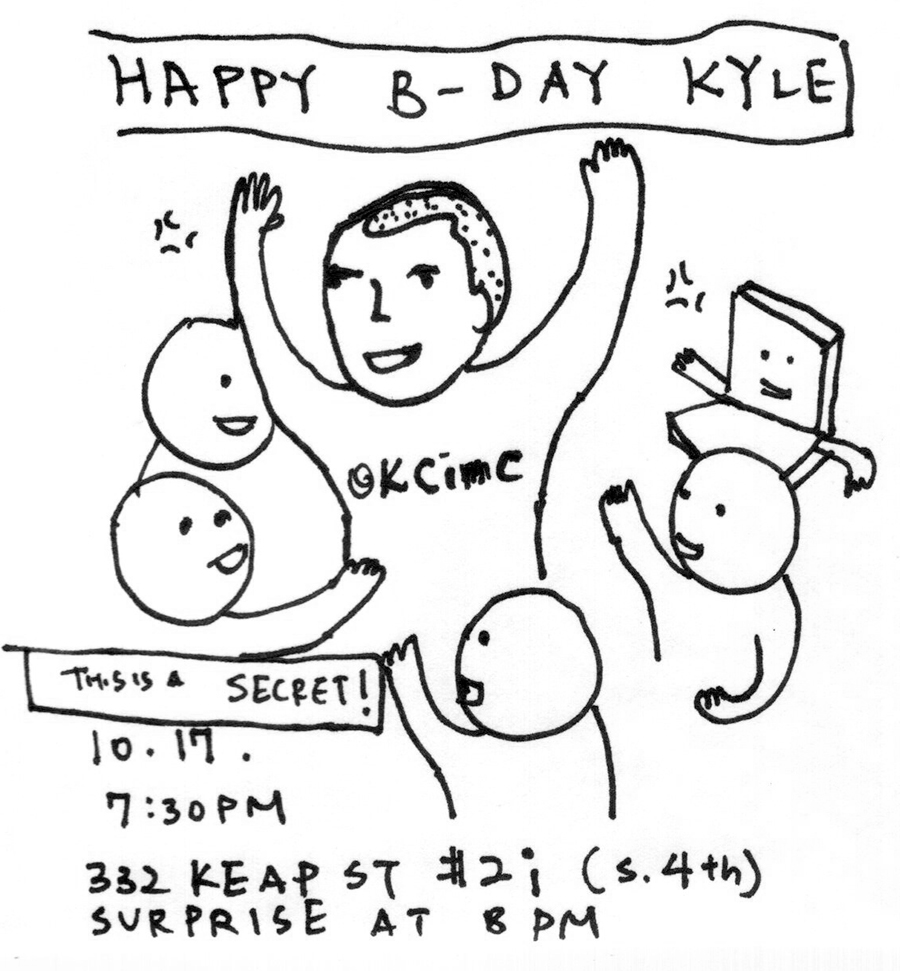 HAPPY B-DAY KYLE
@KCimc
THIS IS A SECRET!
10.17.
7:30PM
332 KEAP ST #2i (S.4th)
SURPRISE AT 8 PM